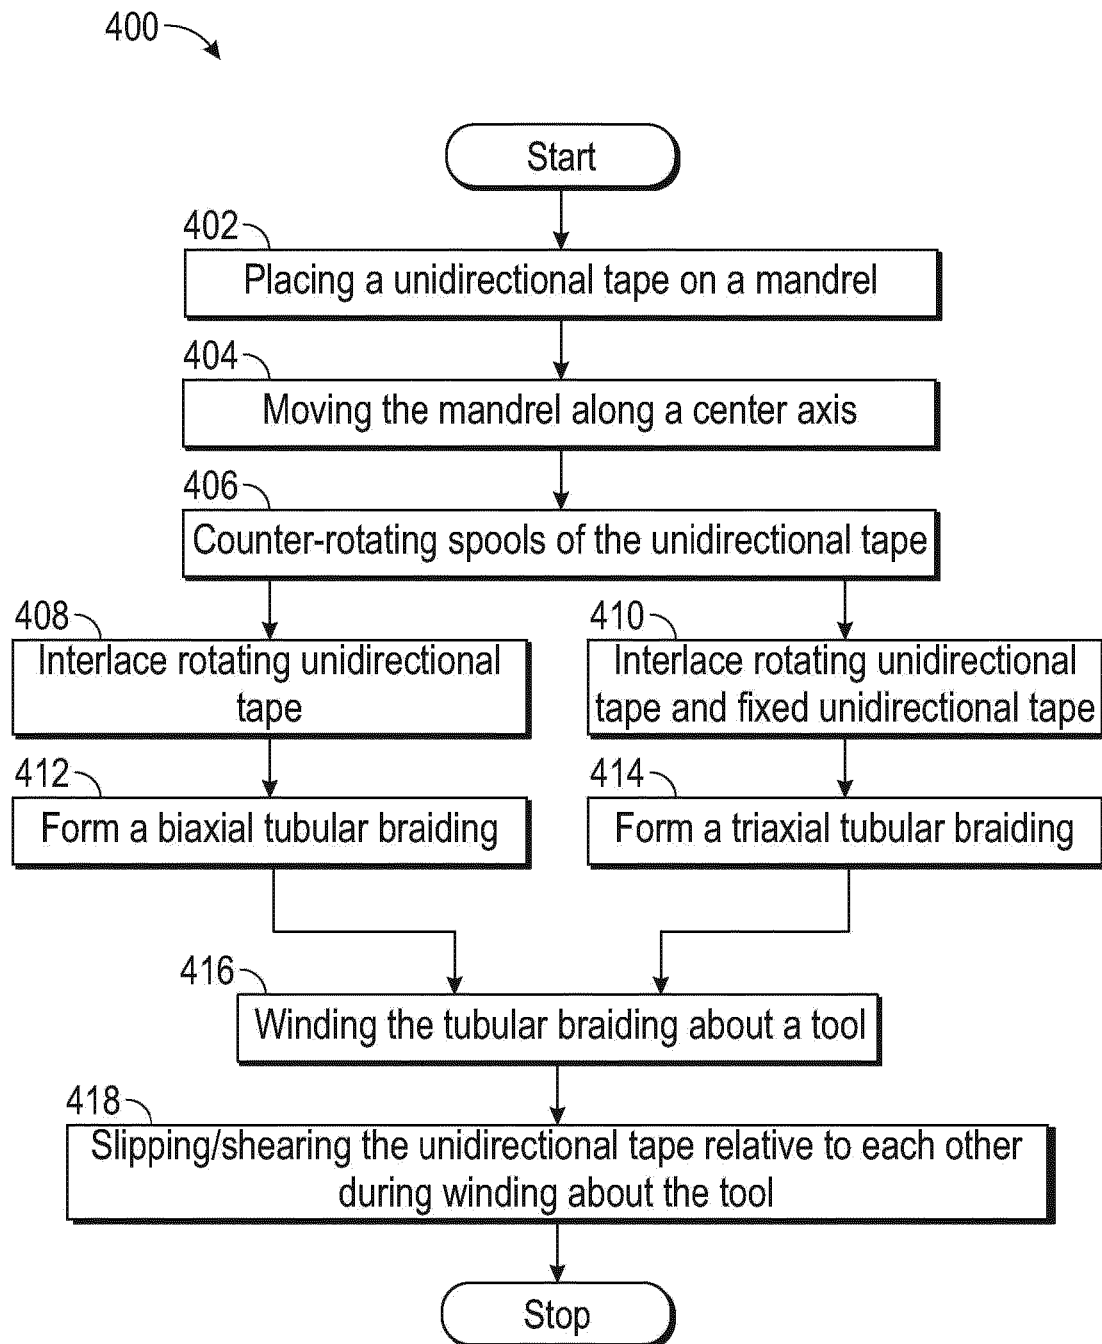 400
Start
402
Placing a unidirectional tape on a mandrel
404
Moving the mandrel along a center axis
406
Counter-rotating spools of the unidirectional tape
408
Interlace rotating unidirectional
tape
410
Interlace rotating unidirectional
tape and fixed unidirectional tape
412
Form a biaxial tubular braiding
414
Form a triaxial tubular braiding
416
Winding the tubular braiding about a tool
418
Slipping/shearing the unidirectional tape relative to each other
during winding about the tool
Stop